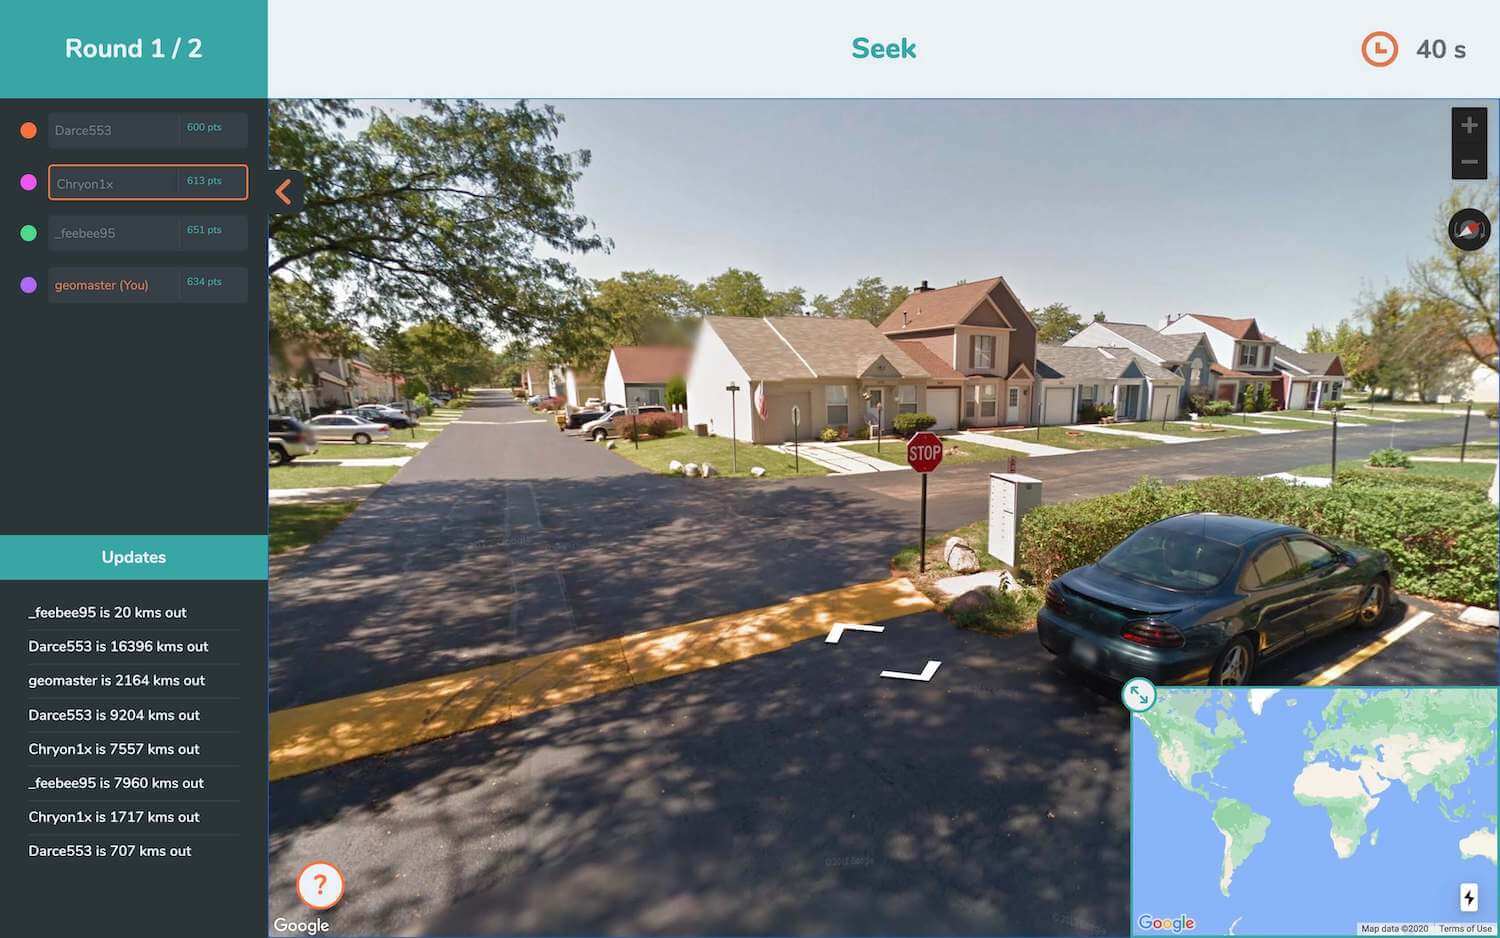 Round 1 / 2
Seek
40 s
Darce553
600 pts
Chryon1x
613 pts
_feebee95
651 pts
geomaster (You)
634 pts
Updates
_feebee95 is 20 kms out
Darce553 is 16396 kms out
geomaster is 2164 kms out
Darce553 is 9204 kms out
Chryon1x is 7557 kms out
_feebee95 is 7960 kms out
Chryon1x is 1717 kms out
Darce553 is 707 kms out
STOP
?
Google
Google
Map data ©2020
Terms of Use